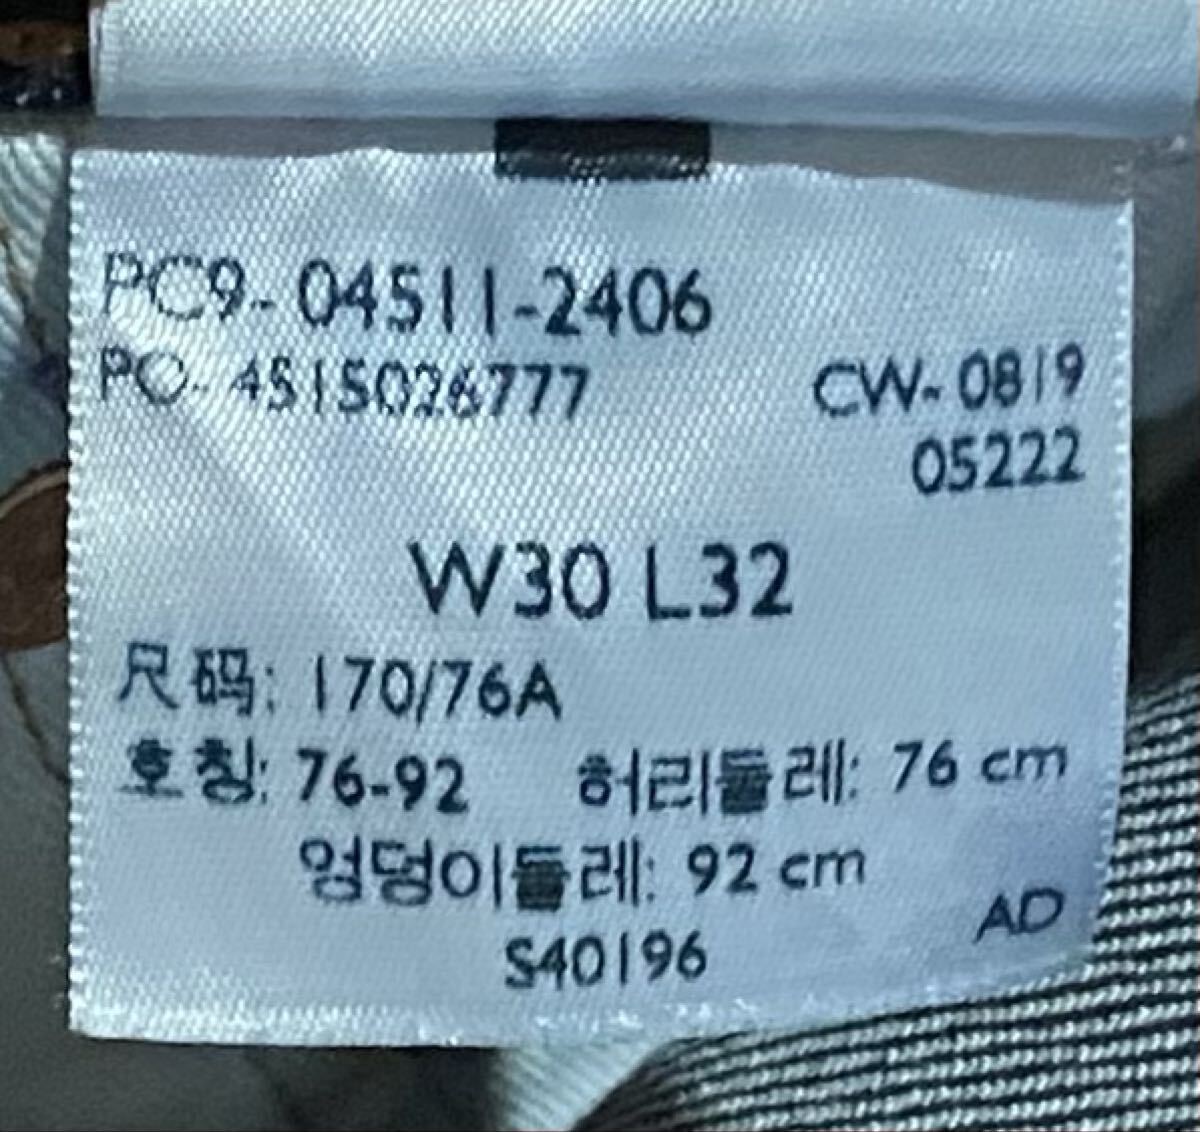 PC9-04511-2406
PO-4515026777 CW-0819
05222
W30 L32
尺码: 170/76A
호칭: 76-92 허리둘레: 76 cm
엉덩이둘레: 92 cm
AD
S40196